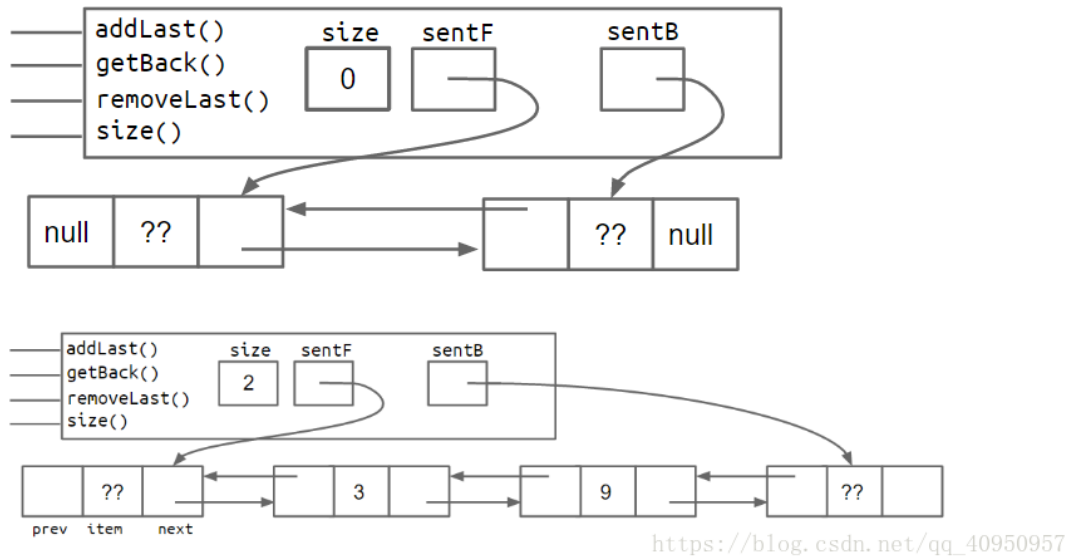 addLast()
size sentF sentB
getBack()
0
removeLast()
size()
null ?? ?? null
addLast() size sentF sentB
getBack()
2
removeLast()
size()
?? 3 9 ??
prev item next
https://blog.csdn.net/qq_40950957